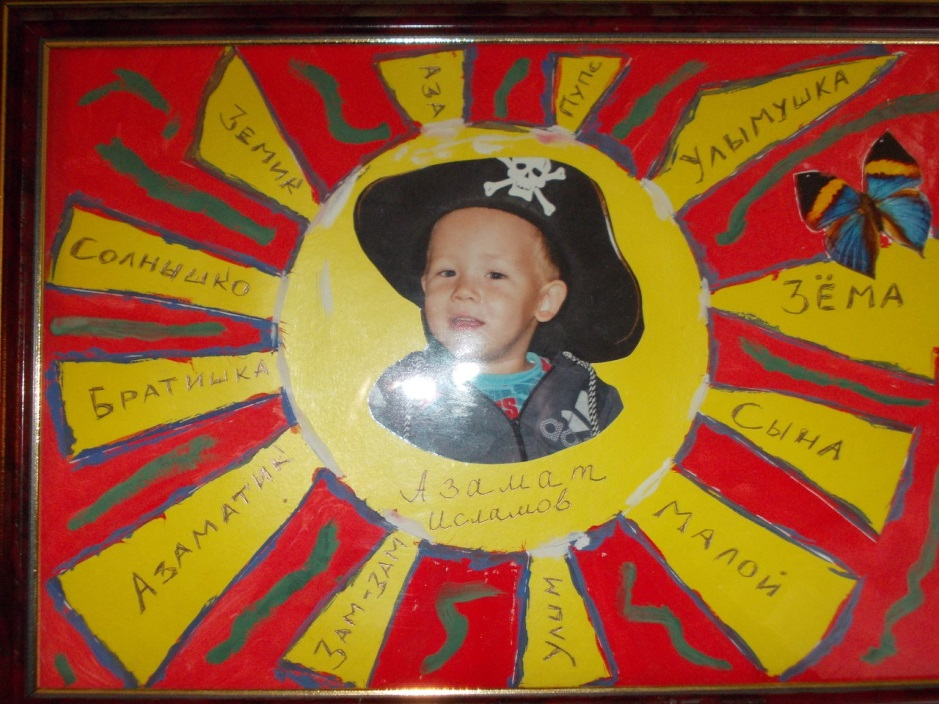 Аза
Пупс
Земик
Улымушка
Солнышко
Зёма
Братишка
Сына
Азамат
Исламов
Азаматик
Малой
Зам-Зам
Улым